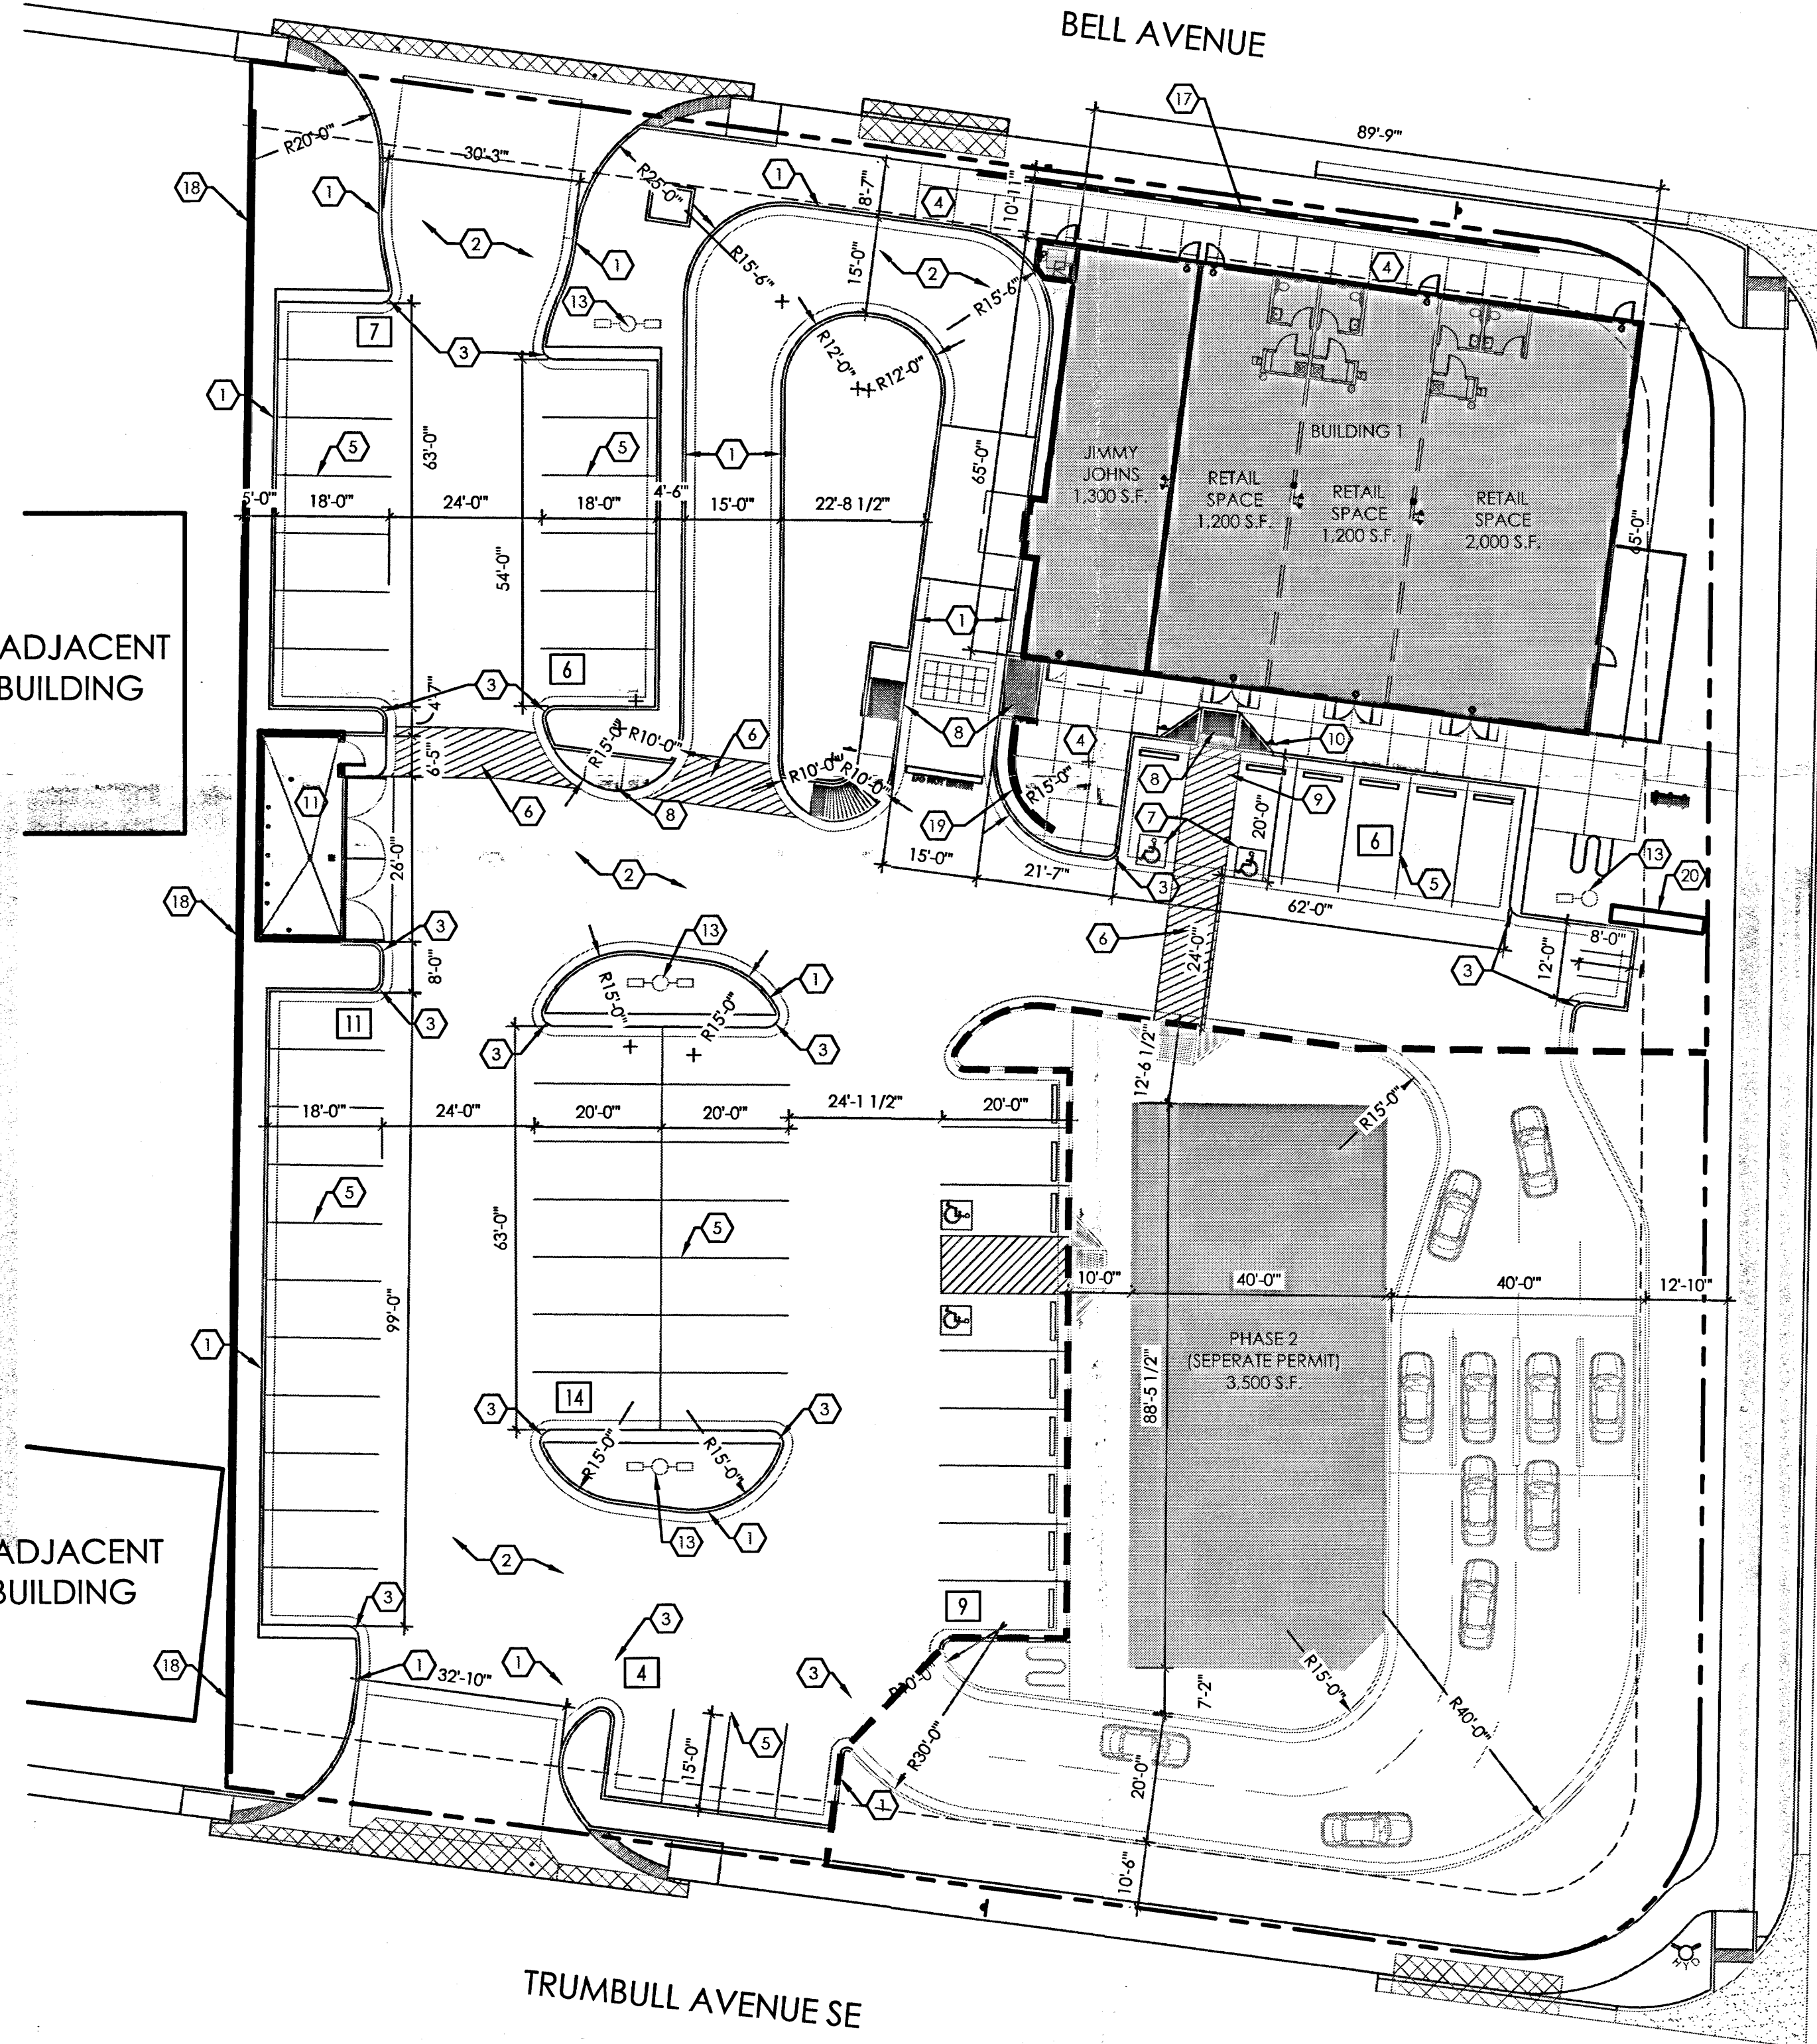 BELL AVENUE
17
89'-9"
R20'-0"
30'-3"
18
1
R25'-0"
1
8'-7"
4
10'-11"
2
1
R15'-6"
15'-0"
2
R15'-6"
4
13
7
3
R12'-0"
R12'-0"
1
5
63'-0"
5
1
65'-0"
JIMMY
JOHNS
1,300 S.F.
BUILDING 1
RETAIL
SPACE
1,200 S.F.
RETAIL
SPACE
1,200 S.F.
RETAIL
SPACE
2,000 S.F.
65'-0"
5'-0"
18'-0"
24'-0"
18'-0"
4'-6"
15'-0"
22'-8 1/2"
54'-0"
ADJACENT
BUILDING
1
6
3
4'-7"
6'-5"
R15'-0"
R10'-0"
6
8
4
10
8
9
7
R10'-0"
R10'-0"
DO NOT ENTER
R15'-0"
20'-0"
6
11
6
8
19
26'-0"
2
15'-0"
21'-7"
3
5
13
20
18
62'-0"
3
13
6
24'-0"
12'-0"
8'-0"
3
8'-0"
R15'-0"
R15'-0"
1
11
3
3
3
12'-6 1/2"
R15'-0"
18'-0"
24'-0"
20'-0"
20'-0"
24'-1 1/2"
20'-0"
5
63'-0"
5
10'-0"
40'-0"
40'-0"
12'-10"
99'-0"
1
PHASE 2
(SEPERATE PERMIT)
3,500 S.F.
88'-5 1/2"
14
3
3
R15'-0"
R15'-0"
13
1
2
ADJACENT
BUILDING
3
3
9
18
1
32'-10"
1
4
3
R15'-0"
7'-2"
R40'-0"
5
15'-0"
R30'-0"
20'-0"
1
10'-6"
HYD
TRUMBULL AVENUE SE